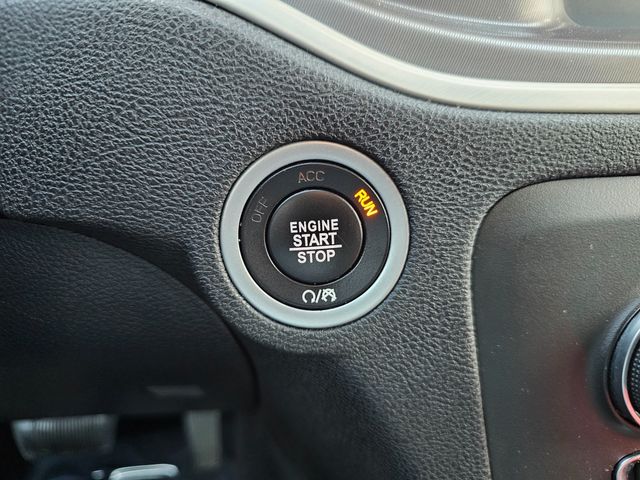 ACC
OFF
RUN
ENGINE
START
STOP